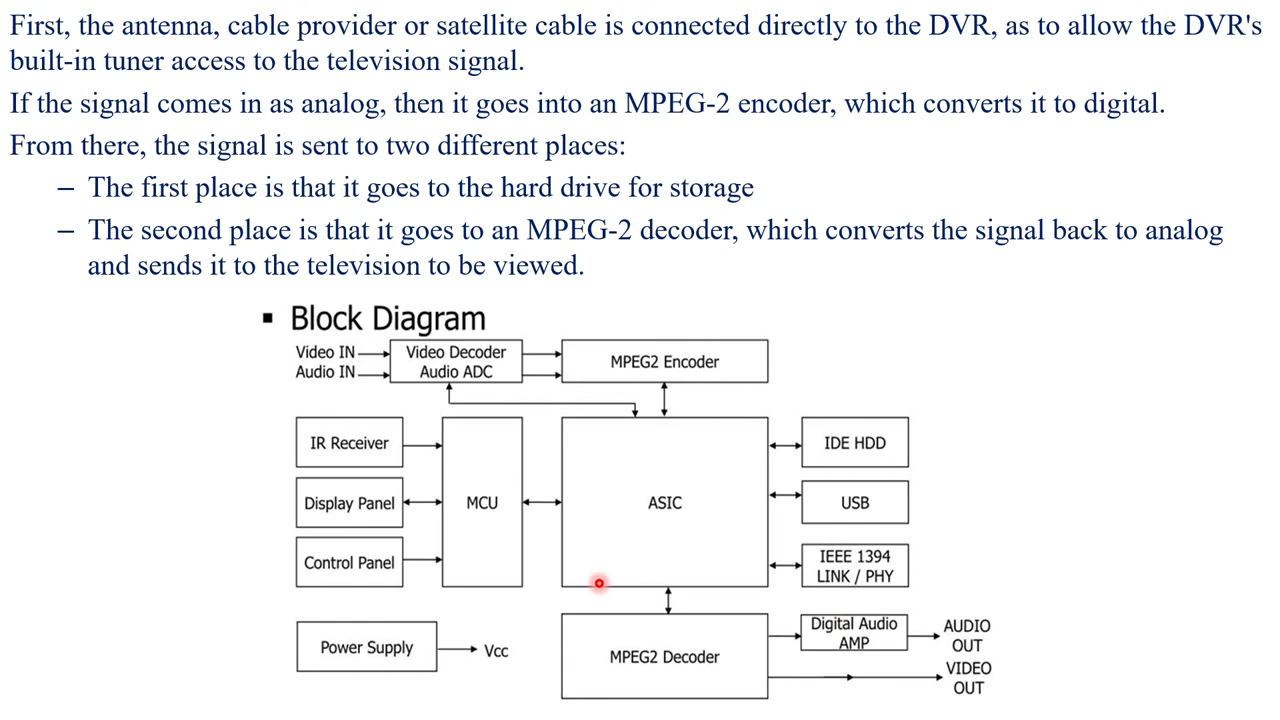 First, the antenna, cable provider or satellite cable is connected directly to the DVR, as to allow the DVR's
built-in tuner access to the television signal.
If the signal comes in as analog, then it goes into an MPEG-2 encoder, which converts it to digital.
From there, the signal is sent to two different places:
– The first place is that it goes to the hard drive for storage
– The second place is that it goes to an MPEG-2 decoder, which converts the signal back to analog
and sends it to the television to be viewed.
▪ Block Diagram
Video IN
Audio IN
Video Decoder
Audio ADC
MPEG2 Encoder
IR Receiver
Display Panel
Control Panel
MCU
ASIC
IDE HDD
USB
IEEE 1394
LINK / PHY
Power Supply
Vcc
MPEG2 Decoder
Digital Audio
AMP
AUDIO
OUT
VIDEO
OUT